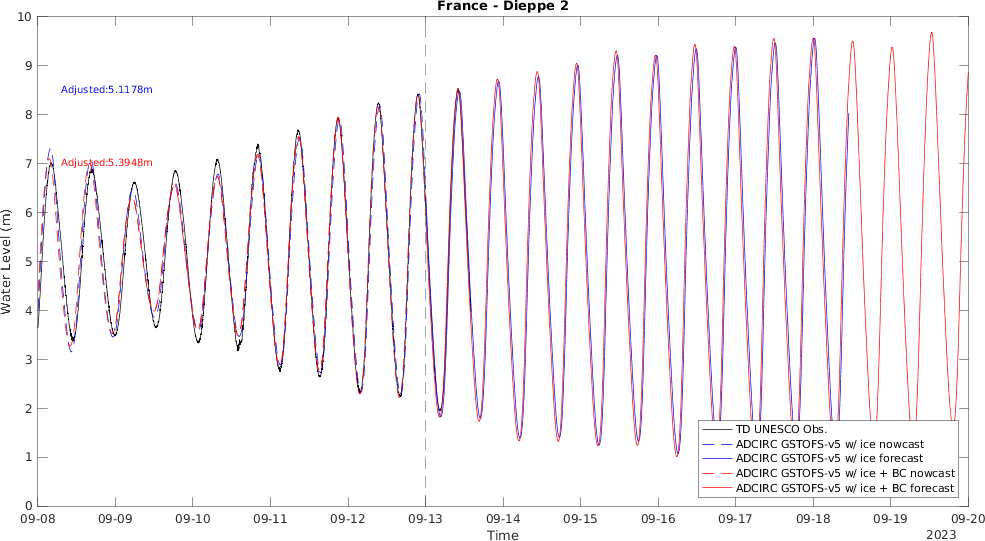 France - Dieppe 2
10
9
8
7
6
5
4
3
2
1
0
Water Level (m)
Adjusted:5.1178m
Adjusted:5.3948m
TD UNESCO Obs.
ADCIRC GSTOFS-v5 w/ ice nowcast
ADCIRC GSTOFS-v5 w/ ice forecast
ADCIRC GSTOFS-v5 w/ ice + BC nowcast
ADCIRC GSTOFS-v5 w/ ice + BC forecast
09-08 09-09 09-10 09-11 09-12 09-13 09-14 09-15 09-16 09-17 09-18 09-19 09-20
Time
2023